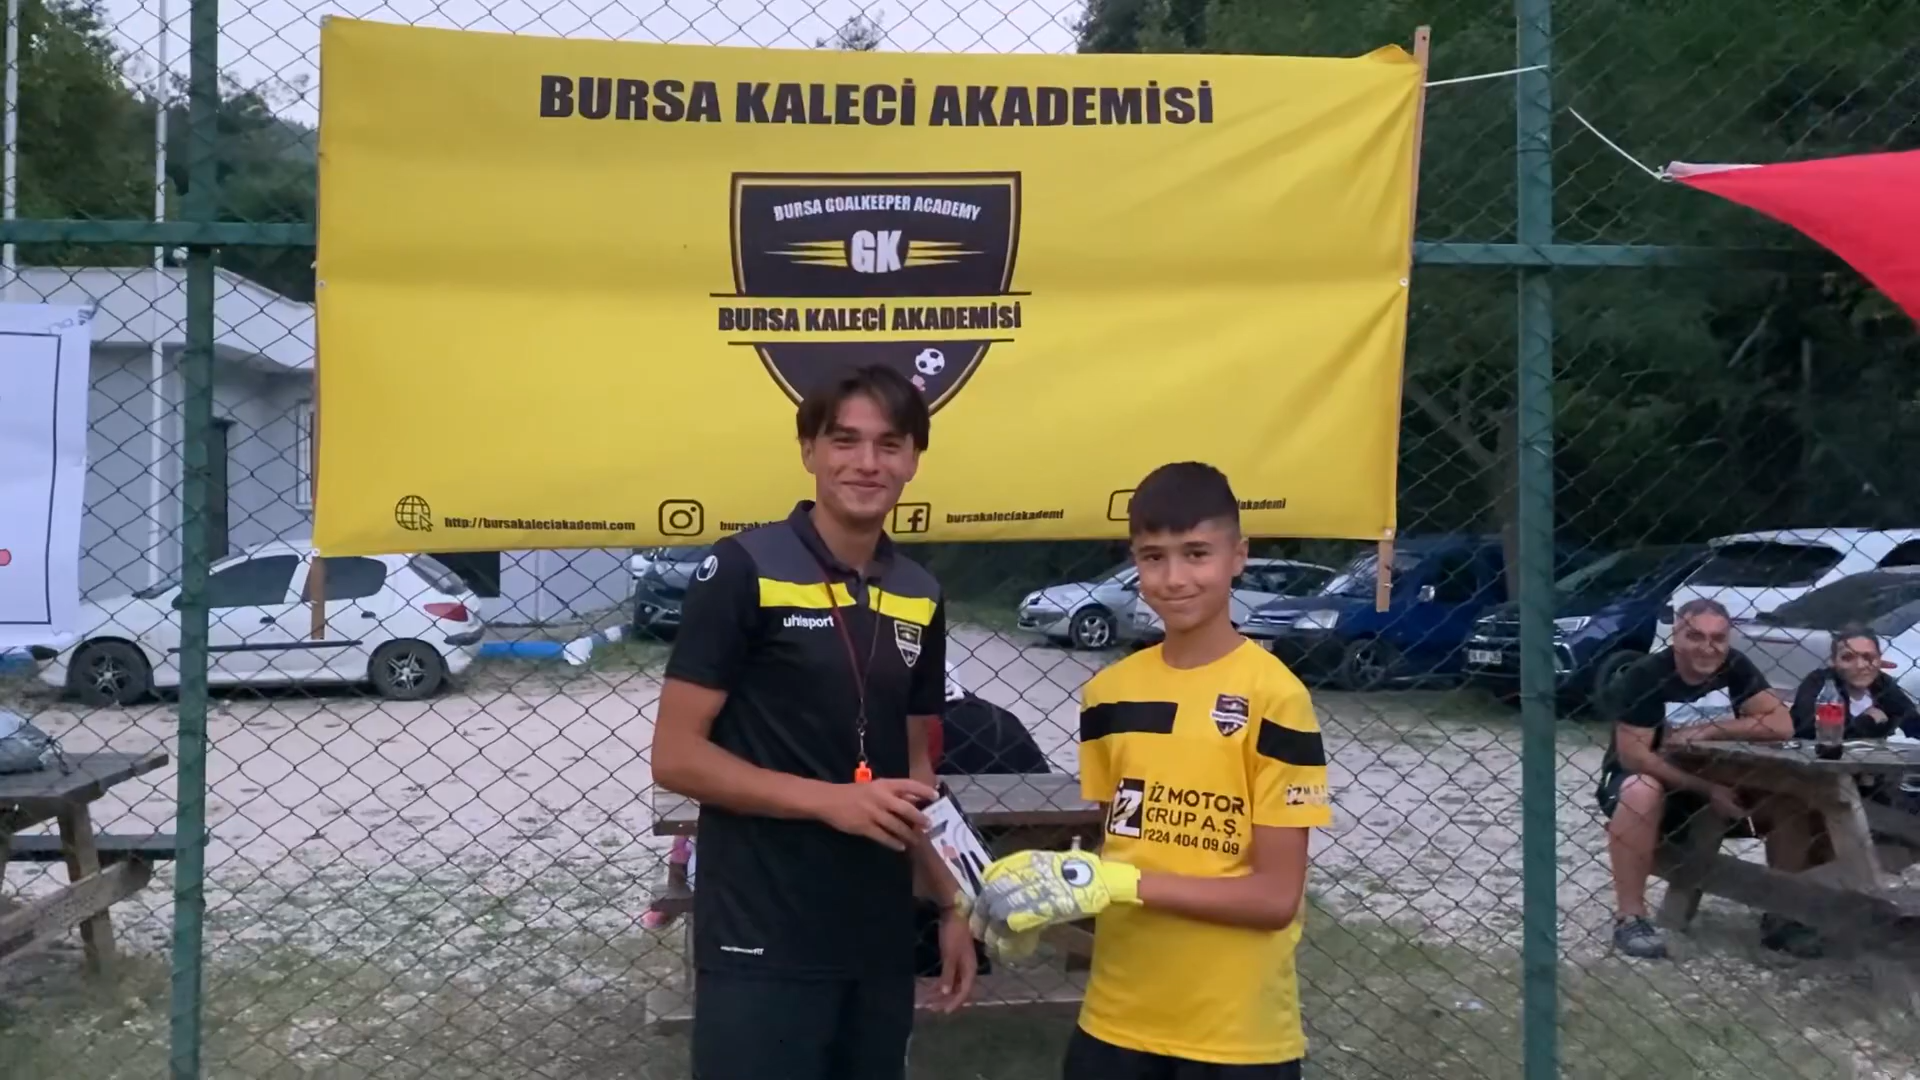 BURSA KALECİ AKADEMİSİ
BURSA GOALKEEPER ACADEMY
GK
BURSA KALECİ AKADEMİSİ
http://bursakaleciakademi.com
bursakaleciakademi
uhlsport
İZ MOTOR
GRUP A.Ş.
0224 404 09 09